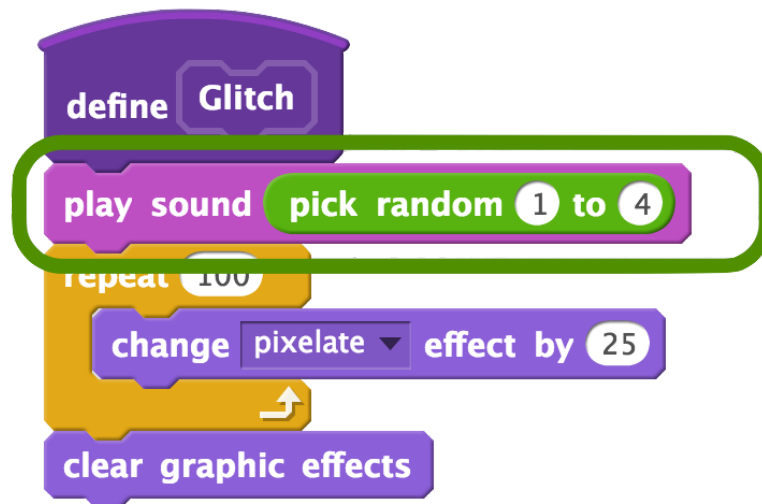 define Glitch
play sound pick random 1 to 4
repeat 100
change pixelate effect by 25
clear graphic effects